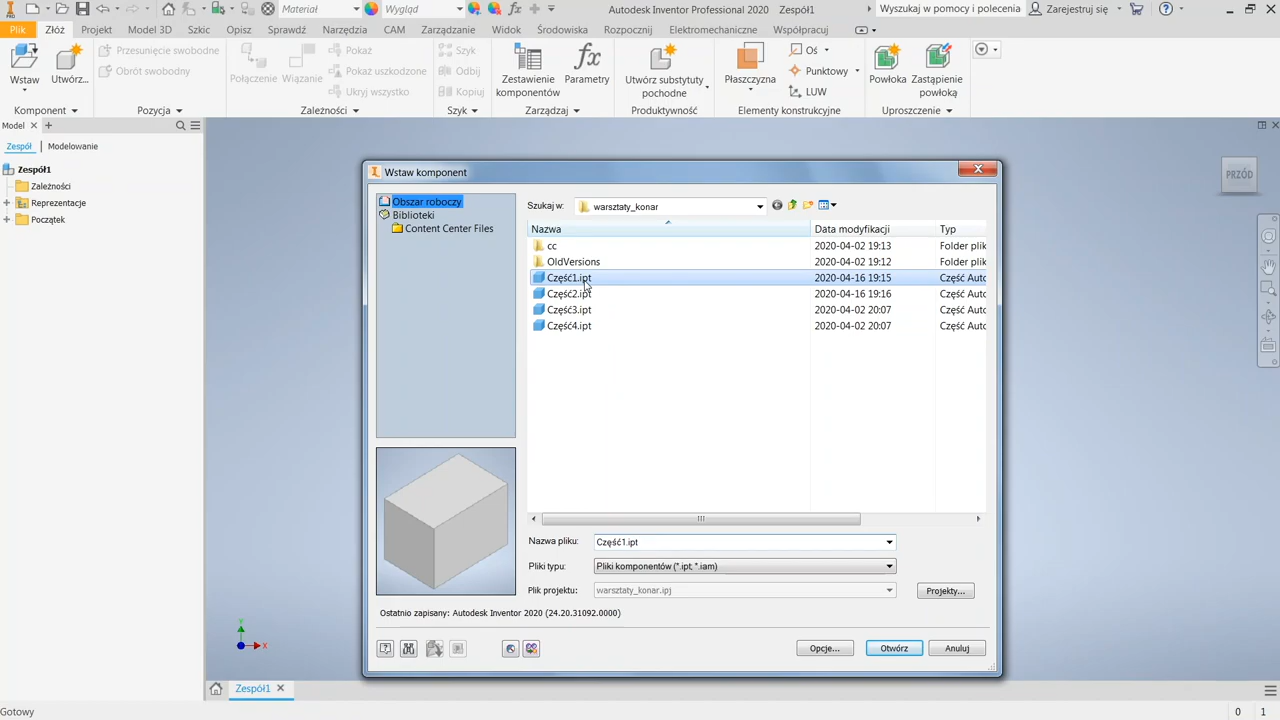 PRO
Materiał
Wygląd
Autodesk Inventor Professional 2020 Zespół1
Wyszukaj w pomocy i polecenia
Zarejestruj się
Plik Złóż Projekt Model 3D Szkic Opisz Sprawdź Narzędzia CAM Zarządzanie Widok Środowiska Rozpocznij Elektromechaniczne Współpracuj
Wstaw
Utwórz...
Przesunięcie swobodne
Obrót swobodny
Połączenie
Wiązanie
Pokaż
Pokaż uszkodzone
Ukryj wszystko
Szyk
Odbij
Kopiuj
Zestawienie komponentów
fx
Parametry
Utwórz substytuty pochodne
Płaszczyzna
Oś
Punktowy
LUW
Powłoka
Zastąpienie powłoką
Komponent
Pozycja
Zależności
Szyk
Zarządzaj
Produktywność
Elementy konstrukcyjne
Uproszczenie
Model
Zespół Modelowanie
Zespół1
Zależności
Reprezentacje
Początek
PRZÓD
Wstaw komponent
Obszar roboczy
Biblioteki
Content Center Files
Szukaj w: warsztaty_konar
Nazwa Data modyfikacji Typ
cc 2020-04-02 19:13 Folder plik
OldVersions 2020-04-02 19:12 Folder plik
Część1.ipt 2020-04-16 19:15 Część Autc
Część2.ipt 2020-04-16 19:16 Część Autc
Część3.ipt 2020-04-02 20:07 Część Autc
Część4.ipt 2020-04-02 20:07 Część Autc
Nazwa pliku: Część1.ipt
Pliki typu: Pliki komponentów (*.ipt; *.iam)
Plik projektu: warsztaty_konar.ipj Projekty...
Ostatnio zapisany: Autodesk Inventor 2020 (24.20.31092.0000)
Opcje... Otwórz Anuluj
Y
X
Zespół1
Gotowy 0 1